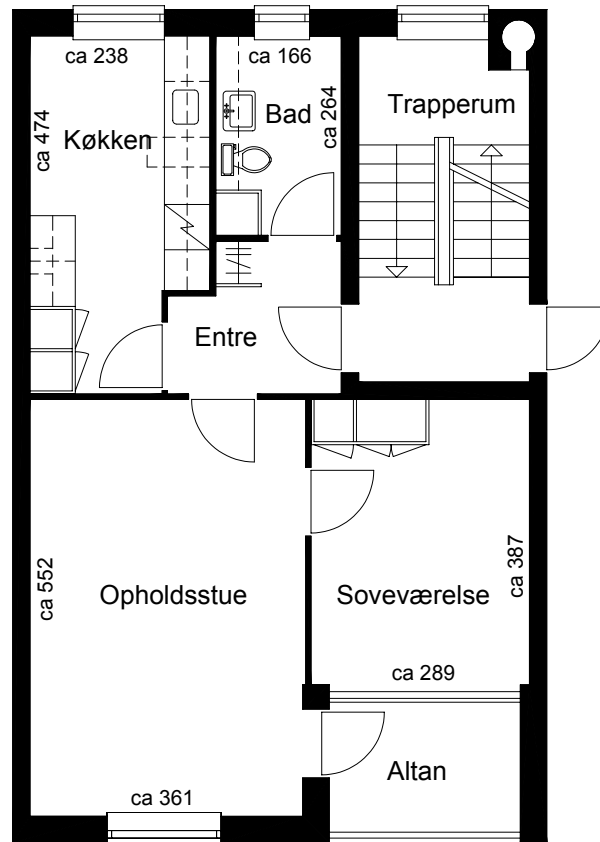 ca 238
ca 166
ca 474
Køkken
Bad
ca 264
Trapperum
Entre
ca 552
Opholdsstue
Soveværelse
ca 387
ca 289
Altan
ca 361